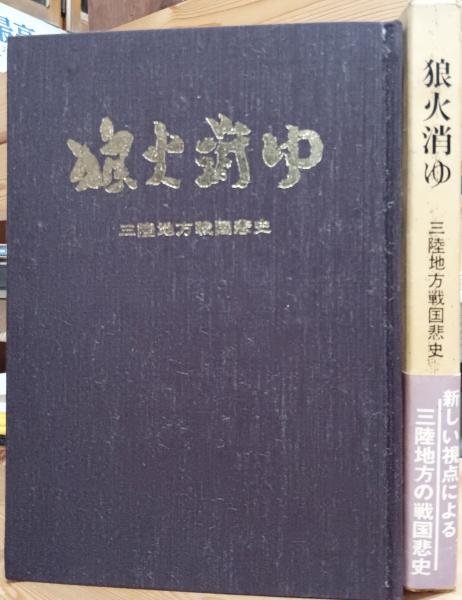 狼火消ゆ
三陸地方戦国悲史
狼火消ゆ
三陸地方戦国悲史
新しい視点による
三陸地方の戦国悲史